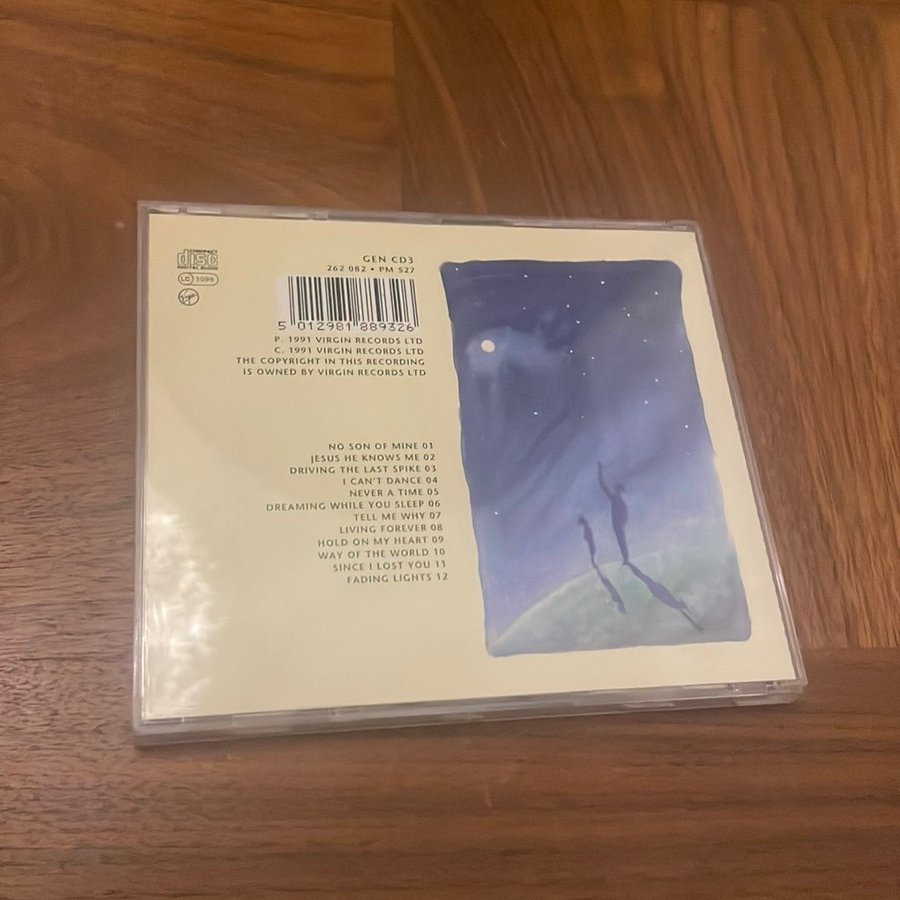 COMPACT
disc
DIGITAL AUDIO
LC 3098
Virgin
GEN CD3
262 082 • PM 527
5 012981 889326
P. 1991 VIRGIN RECORDS LTD
C. 1991 VIRGIN RECORDS LTD
THE COPYRIGHT IN THIS RECORDING
IS OWNED BY VIRGIN RECORDS LTD
NO SON OF MINE 01
JESUS HE KNOWS ME 02
DRIVING THE LAST SPIKE 03
I CAN'T DANCE 04
NEVER A TIME 05
DREAMING WHILE YOU SLEEP 06
TELL ME WHY 07
LIVING FOREVER 08
HOLD ON MY HEART 09
WAY OF THE WORLD 10
SINCE I LOST YOU 11
FADING LIGHTS 12